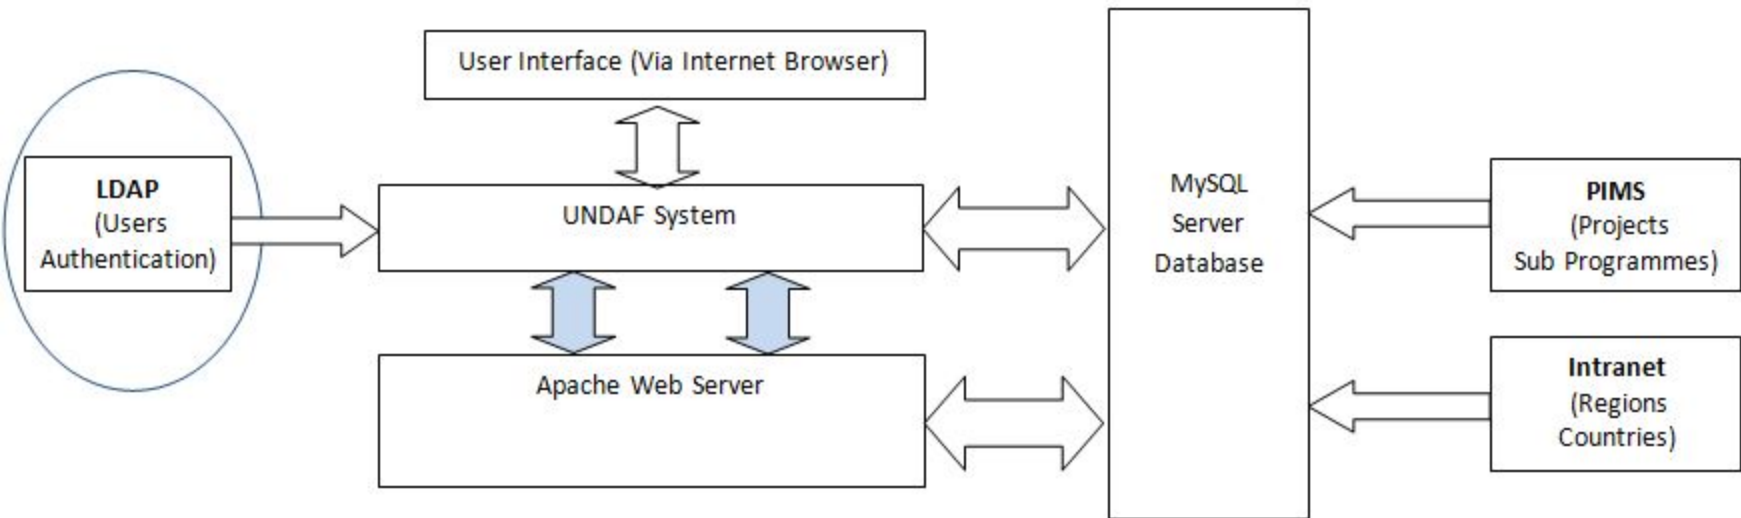 User Interface (Via Internet Browser)
LDAP
(Users
Authentication)
UNDAF System
Apache Web Server
MySQL
Server
Database
PIMS
(Projects
Sub Programmes)
Intranet
(Regions
Countries)